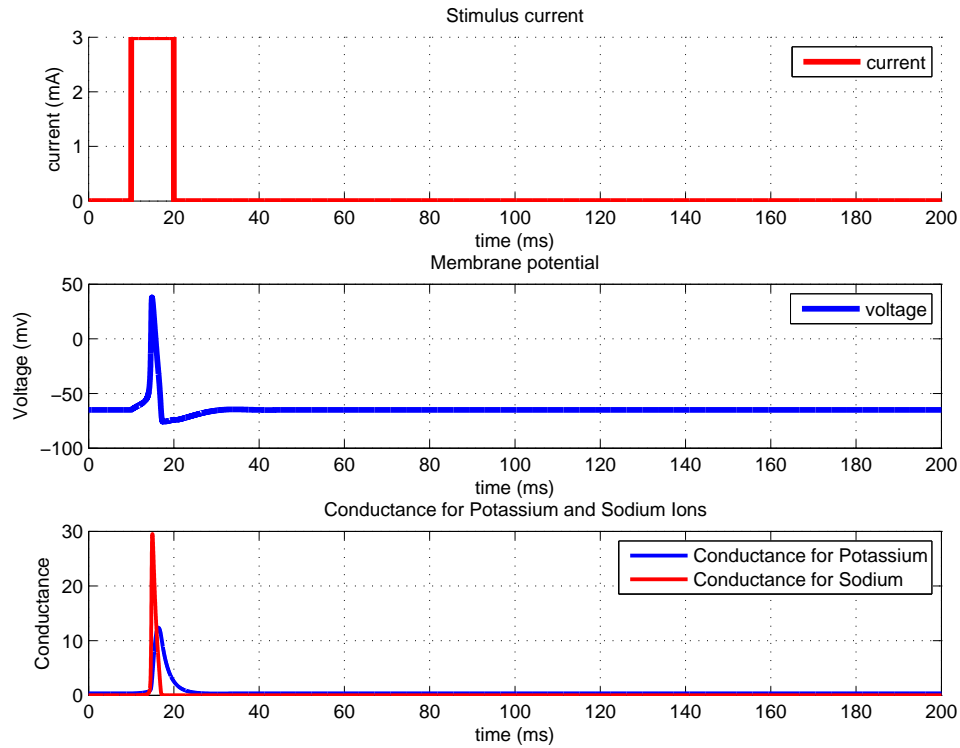 Stimulus current
current (mA)
3
2
1
0
current
0 20 40 60 80 100 120 140 160 180 200
time (ms)
Membrane potential
Voltage (mv)
50
0
−50
−100
voltage
0 20 40 60 80 100 120 140 160 180 200
time (ms)
Conductance for Potassium and Sodium Ions
Conductance
30
20
10
0
Conductance for Potassium
Conductance for Sodium
0 20 40 60 80 100 120 140 160 180 200
time (ms)